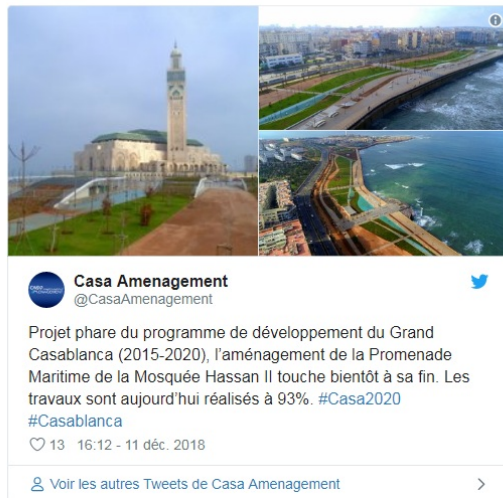 Casa Amenagement
@CasaAmenagement
Projet phare du programme de développement du Grand
Casablanca (2015-2020), l'aménagement de la Promenade
Maritime de la Mosquée Hassan II touche bientôt à sa fin. Les
travaux sont aujourd'hui réalisés à 93%. #Casa2020
#Casablanca
13 16:12 - 11 déc. 2018
Voir les autres Tweets de Casa Amenagement